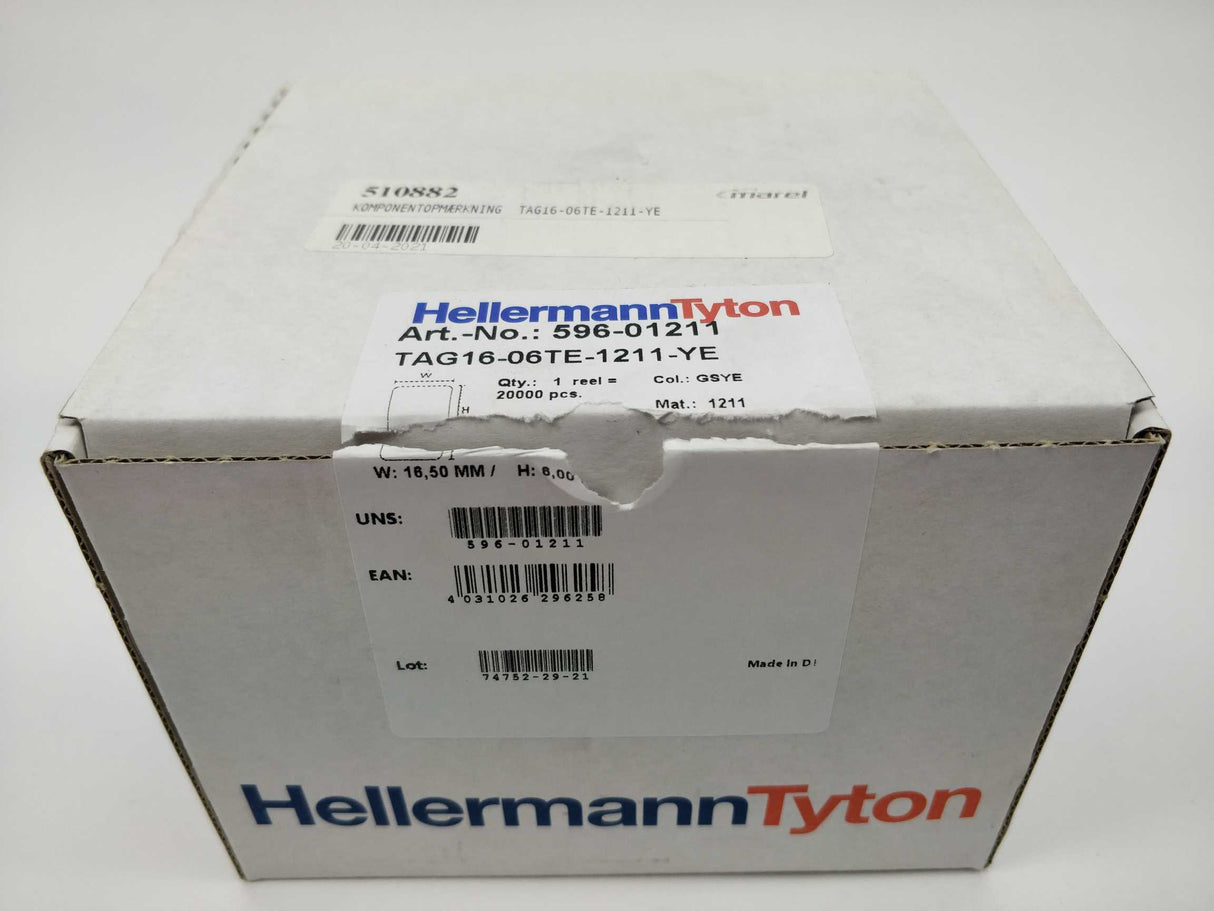 510882
marel
KOMPONENTOPMÆRKNING TAG16-06TE-1211-YE
20-04-2021
HellermannTyton
Art.-No.: 596-01211
TAG16-06TE-1211-YE
W
H
Qty.: 1 reel =
20000 pcs.
Col.: GSYE
Mat.: 1211
W: 16,50 MM / H: 6,00
UNS:
596-01211
EAN:
4 031026 296258
Lot:
74752-29-21
Made in D
HellermannTyton